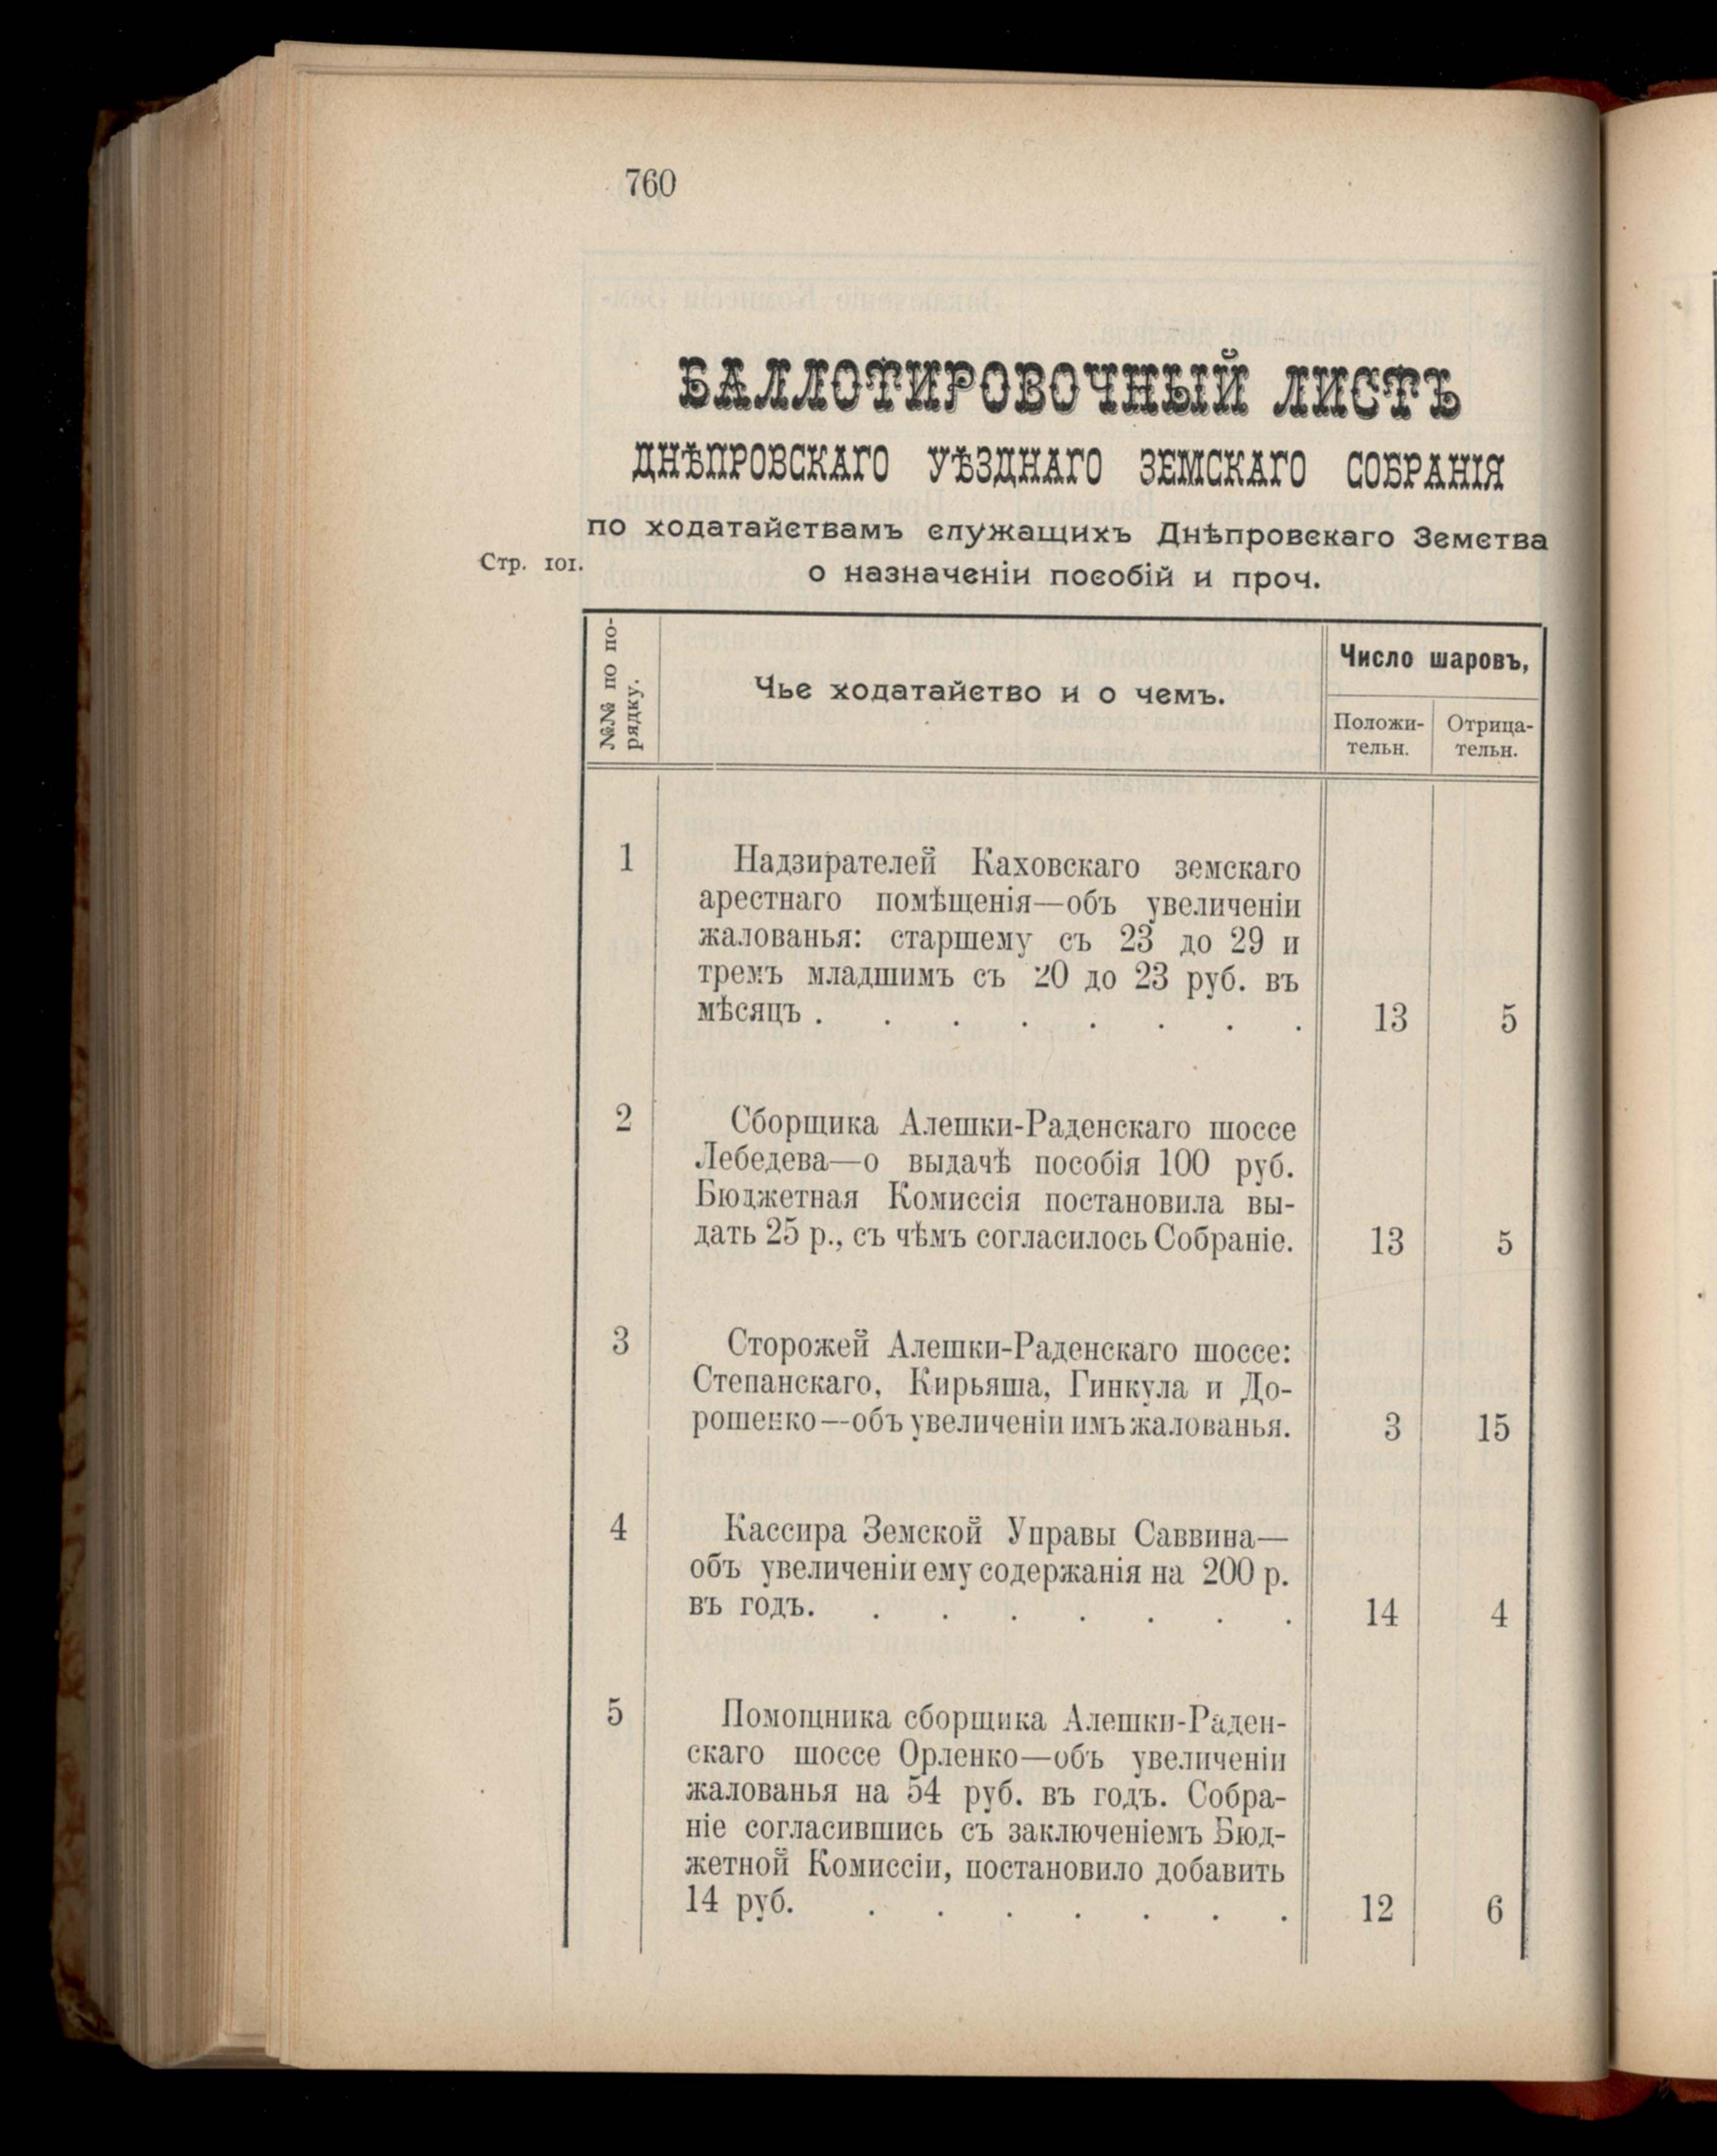 760
БАЛЛОТИРОВОЧНЫЙ ЛИСТЪ
ДНѢПРОВСКАГО УѢЗДНАГО ЗЕМСКАГО СОБРАНІЯ
по ходатайствамъ служащихъ Днѣпровскаго Земства
Стр. 101.
о назначеніи пособій и проч.
№№ по по-
рядку.
Чье ходатайство и о чемъ.
Число шаровъ,
Положи-
тельн.
Отрица-
тельн.
1 Надзирателей Каховскаго земскаго
арестнаго помѣщенія—объ увеличеніи
жалованья: старшему съ 23 до 29 и
тремъ младшимъ съ 20 до 23 руб. въ
мѣсяцъ . . . . . . . . 13 5
2 Сборщика Алешки-Раденскаго шоссе
Лебедева—о выдачѣ пособія 100 руб.
Бюджетная Комиссія постановила вы-
дать 25 р., съ чѣмъ согласилось Собраніе. 13 5
3 Сторожей Алешки-Раденскаго шоссе:
Степанскаго, Кирьяша, Гинкула и До-
рошенко—объ увеличеніи имъ жалованья. 3 15
4 Кассира Земской Управы Саввина—
объ увеличеніи ему содержанія на 200 р.
въ годъ. . . . . . . . 14 4
5 Помощника сборщика Алешки-Раден-
скаго шоссе Орленко—объ увеличеніи
жалованья на 54 руб. въ годъ. Собра-
ніе согласившись съ заключеніемъ Бюд-
жетной Комиссіи, постановило добавить
14 руб. . . . . . . . 12 6